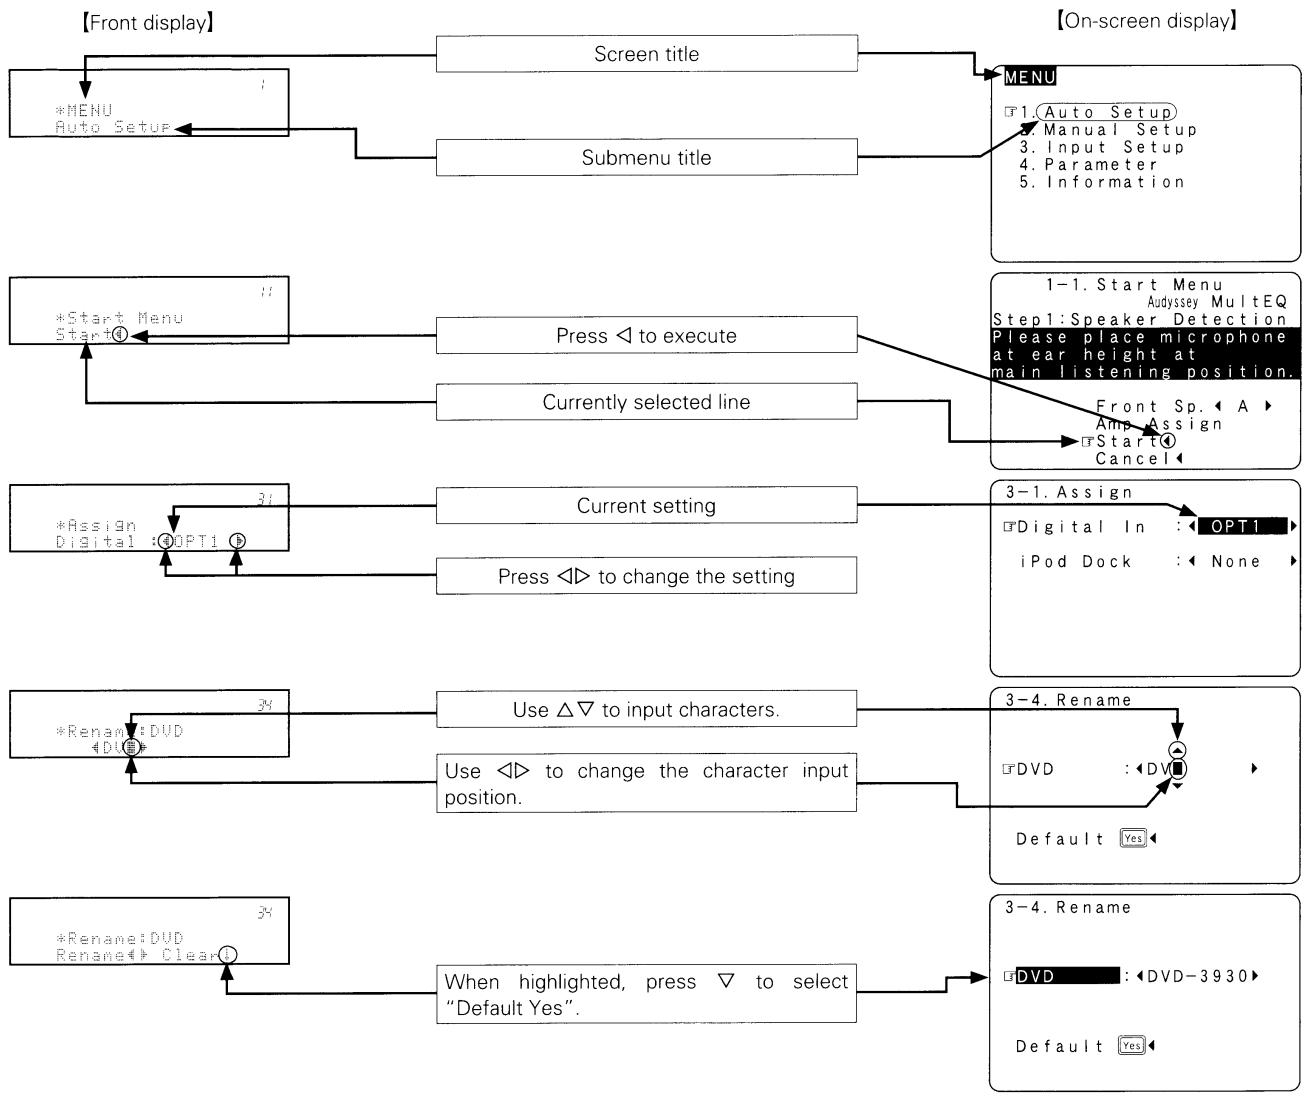 【Front display】
【On-screen display】
Screen title
1
*MENU
Auto Setup
Submenu title
MENU
☞1. Auto Setup
2. Manual Setup
3. Input Setup
4. Parameter
5. Information
11
*Start Menu
Start◀
Press ◁ to execute
Currently selected line
1-1. Start Menu
Audyssey MultEQ
Step1:Speaker Detection
Please place microphone
at ear height at
main listening position.
Front Sp. ◀ A ▶
Amp Assign
☞Start◀
Cancel◀
31
*Assign
Digital :◀OPT1 ▶
Current setting
Press ◁▷ to change the setting
3-1. Assign
☞Digital In :◀ OPT1 ▶
iPod Dock :◀ None ▶
34
*Rename:DVD
◀DV▶
Use △▽ to input characters.
Use ◁▷ to change the character input
position.
3-4. Rename
☞DVD :◀DV ▶
Default Yes◀
34
*Rename:DVD
Rename◀▶ Clear↓
When highlighted, press ▽ to select
“Default Yes”.
3-4. Rename
☞DVD :◀DVD-3930▶
Default Yes◀